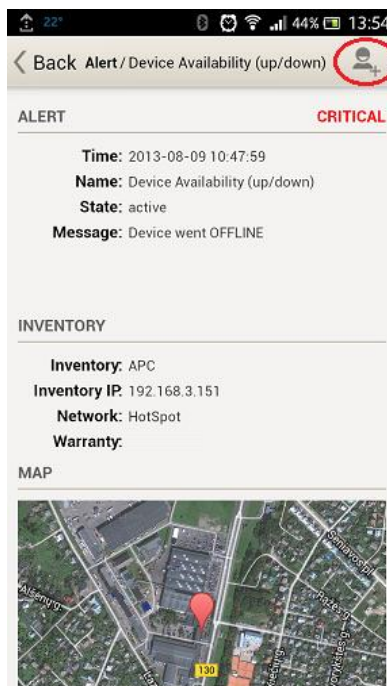 22° 44% 13:54
Back Alert / Device Availability (up/down)
ALERT CRITICAL
Time: 2013-08-09 10:47:59
Name: Device Availability (up/down)
State: active
Message: Device went OFFLINE
INVENTORY
Inventory: APC
Inventory IP: 192.168.3.151
Network: HotSpot
Warranty:
MAP
Alšėnų g.
130